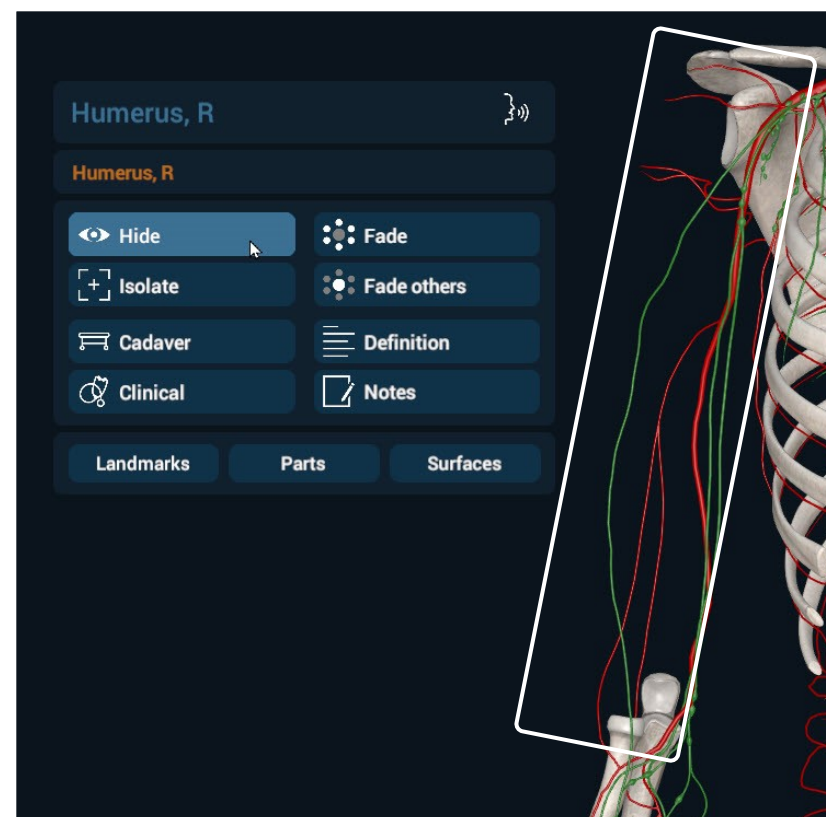 Humerus, R
Humerus, R
Hide
Fade
Isolate
Fade others
Cadaver
Definition
Clinical
Notes
Landmarks
Parts
Surfaces